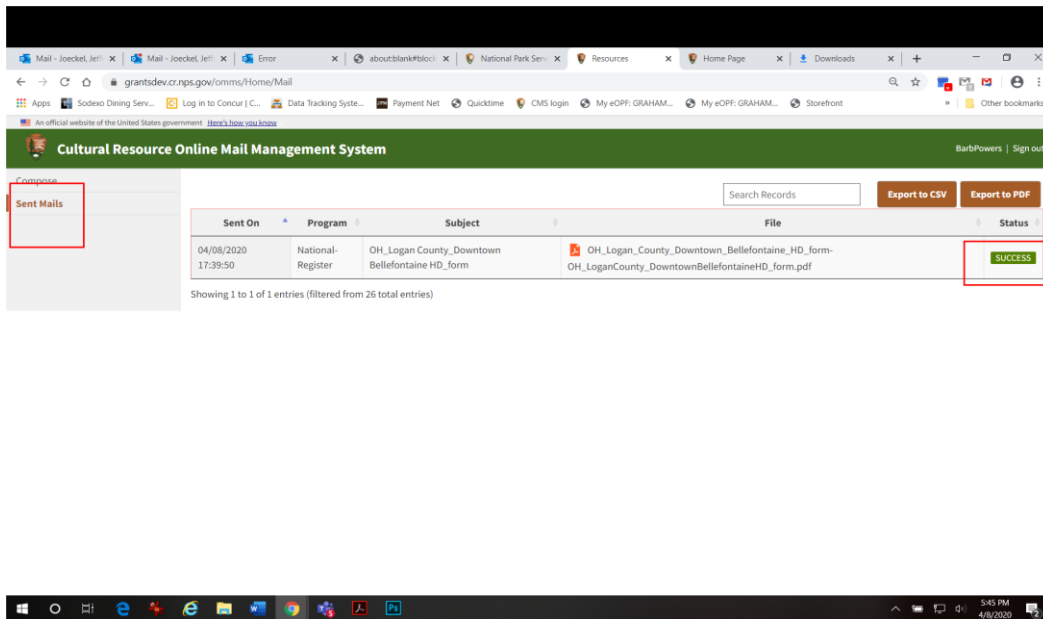 Mail - Joeckel, Jeff
Mail - Joeckel, Jeff
Error
about:blank#block
National Park Serv
Resources
Home Page
Downloads
grantsdev.cr.nps.gov/omms/Home/Mail
Apps
Sodexo Dining Serv...
Log in to Concur | C...
Data Tracking Syste...
Payment Net
Quicktime
CMS login
My eOPF: GRAHAM...
My eOPF: GRAHAM...
Storefront
»
Other bookmarks
An official website of the United States government Here's how you know
Cultural Resource Online Mail Management System
BarbPowers | Sign out
Compose
Sent Mails
Search Records
Export to CSV
Export to PDF
Sent On Program Subject File Status
04/08/2020
17:39:50
National-
Register
OH_Logan County_Downtown
Bellefontaine HD_form
OH_Logan_County_Downtown_Bellefontaine_HD_form-
OH_LoganCounty_DowntownBellefontaineHD_form.pdf
SUCCESS
Showing 1 to 1 of 1 entries (filtered from 26 total entries)
5:45 PM
4/8/2020